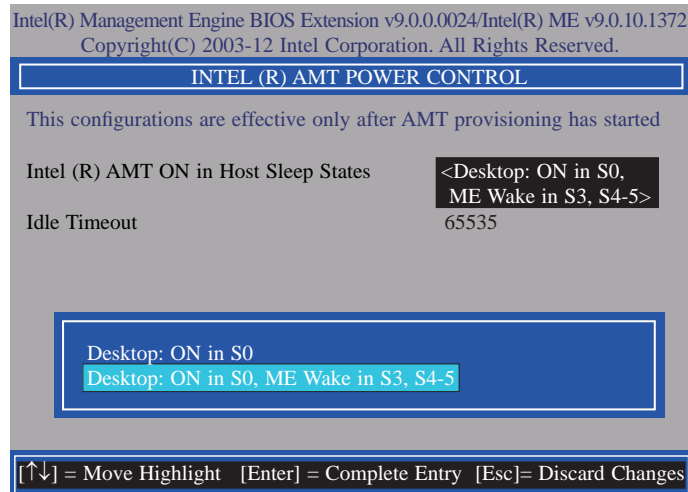 Intel(R) Management Engine BIOS Extension v9.0.0.0024/Intel(R) ME v9.0.10.1372
Copyright(C) 2003-12 Intel Corporation. All Rights Reserved.
INTEL (R) AMT POWER CONTROL
This configurations are effective only after AMT provisioning has started
Intel (R) AMT ON in Host Sleep States <Desktop: ON in S0,
ME Wake in S3, S4-5>
Idle Timeout 65535
Desktop: ON in S0
Desktop: ON in S0, ME Wake in S3, S4-5
[↑↓] = Move Highlight [Enter] = Complete Entry [Esc]= Discard Changes